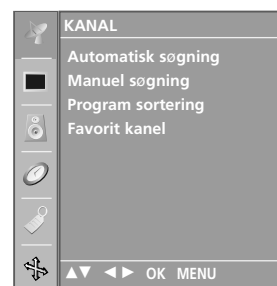 KANAL
Automatisk søgning
Manuel søgning
Program sortering
Favorit kanel
▲▼ ◄► OK MENU